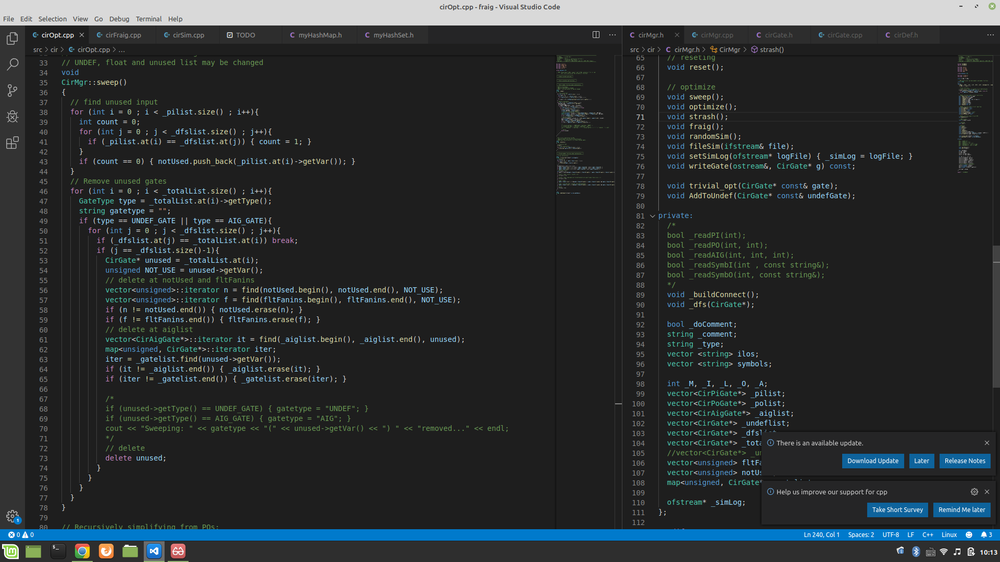 cirOpt.cpp - fraig - Visual Studio Code
File Edit Selection View Go Debug Terminal Help
cirOpt.cpp cirFraig.cpp cirSim.cpp TODO myHashMap.h myHashSet.h
src > cir > cirOpt.cpp > ...
33 // UNDEF, float and unused list may be changed
34 void
35 CirMgr::sweep()
36 {
37 // find unused input
38 for (int i = 0 ; i < _pilist.size() ; i++){
39 int count = 0;
40 for (int j = 0 ; j < _dfslist.size() ; j++){
41 if (_pilist.at(i) == _dfslist.at(j)) { count = 1; }
42 }
43 if (count == 0) { notUsed.push_back(_pilist.at(i)->getVar()); }
44 }
45 // Remove unused gates
46 for (int i = 0 ; i < _totalList.size() ; i++){
47 GateType type = _totalList.at(i)->getType();
48 string gatetype = "";
49 if (type == UNDEF_GATE || type == AIG_GATE){
50 for (int j = 0 ; j < _dfslist.size() ; j++){
51 if (_dfslist.at(j) == _totalList.at(i)) break;
52 if (j == _dfslist.size()-1){
53 CirGate* unused = _totalList.at(i);
54 unsigned NOT_USE = unused->getVar();
55 // delete at notUsed and fltFanins
56 vector<unsigned>::iterator n = find(notUsed.begin(), notUsed.end(), NOT_USE);
57 vector<unsigned>::iterator f = find(fltFanins.begin(), fltFanins.end(), NOT_USE);
58 if (n != notUsed.end()) { notUsed.erase(n); }
59 if (f != fltFanins.end()) { fltFanins.erase(f); }
60 // delete at aiglist
61 vector<CirAigGate*>::iterator it = find(_aiglist.begin(), _aiglist.end(), unused);
62 map<unsigned, CirGate*>::iterator iter;
63 iter = _gatelist.find(unused->getVar());
64 if (it != _aiglist.end()) { _aiglist.erase(it); }
65 if (iter != _gatelist.end()) { _gatelist.erase(iter); }
66
67 /*
68 if (unused->getType() == UNDEF_GATE) { gatetype = "UNDEF"; }
69 if (unused->getType() == AIG_GATE) { gatetype = "AIG"; }
70 cout << "Sweeping: " << gatetype << "(" << unused->getVar() << ") " << "removed..." << endl;
71 */
72 // delete
73 delete unused;
74 }
75 }
76 }
77 }
78 }
79
80 // Recursively simplifying from POs;
cirMgr.h cirMgr.cpp cirGate.h cirGate.cpp cirDef.h
src > cir > cirMgr.h > CirMgr > strash()
65 // reseting
66 void reset();
67
68 // optimize
69 void sweep();
70 void optimize();
71 void strash();
72 void fraig();
73 void randomSim();
74 void fileSim(ifstream& file);
75 void setSimLog(ofstream* logFile) { _simLog = logFile; }
76 void writeGate(ostream&, CirGate* g) const;
77
78 void trivial_opt(CirGate* const& gate);
79 void AddToUndef(CirGate* const& undefGate);
80
81 private:
82 /*
83 bool _readPI(int);
84 bool _readPO(int, int);
85 bool _readAIG(int, int, int);
86 bool _readSymbI(int , const string&);
87 bool _readSymbO(int, const string&);
88 */
89 void _buildConnect();
90 void _dfs(CirGate*);
91
92 bool _doComment;
93 string _comment;
94 string _type;
95 vector <string> ilos;
96 vector <string> symbols;
97
98 int _M, _I, _L, _O, _A;
99 vector<CirPiGate*> _pilist;
100 vector<CirPoGate*> _polist;
101 vector<CirAigGate*> _aiglist;
102 vector<CirGate*> _undeflist;
103 vector<CirGate*>
104 vector<CirGate*>
105 //vector<CirGate*>
106 vector<unsigned>
107 vector<unsigned>
108 map<unsigned,
109
110 ofstream* _simLog;
111 };
112
There is an available update.
Download Update Later Release Notes
Help us improve our support for cpp
Take Short Survey Remind Me later
0 0 Ln 240, Col 1 Spaces: 2 UTF-8 LF C++ Linux 3
10:13